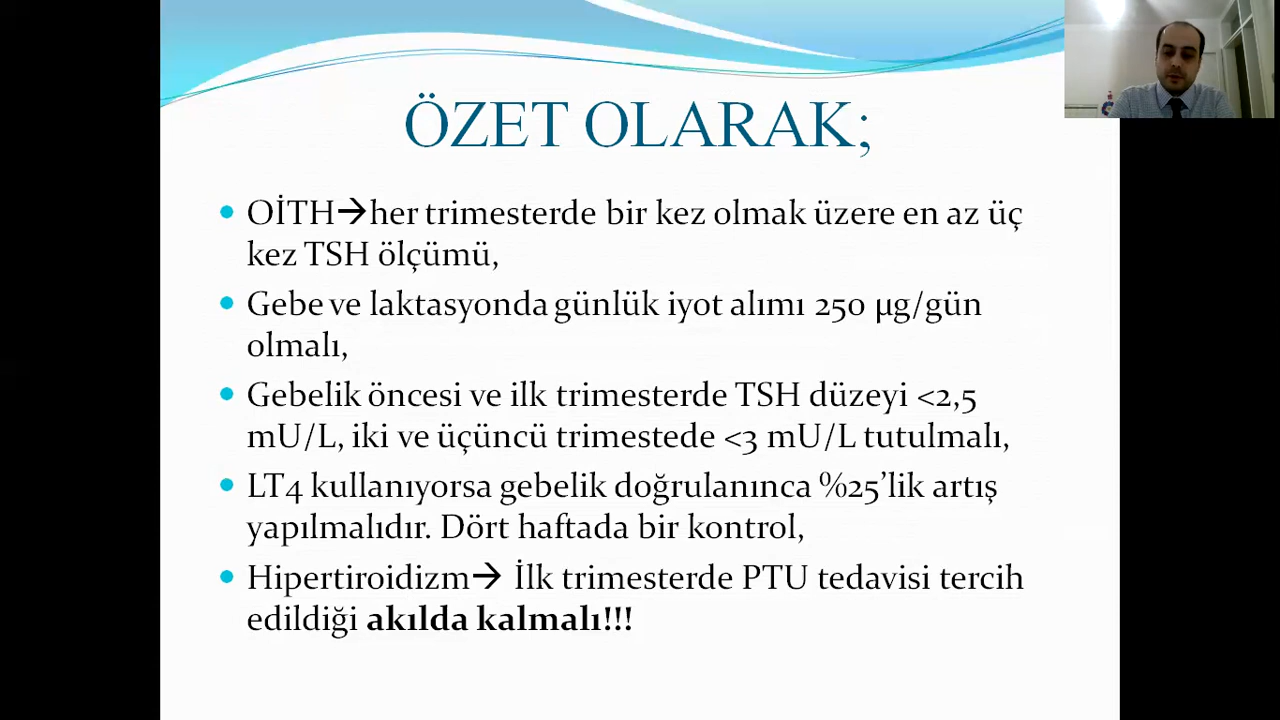 ÖZET OLARAK;
• OİTH→her trimesterde bir kez olmak üzere en az üç
kez TSH ölçümü,
• Gebe ve laktasyonda günlük iyot alımı 250 µg/gün
olmalı,
• Gebelik öncesi ve ilk trimesterde TSH düzeyi <2,5
mU/L, iki ve üçüncü trimestede <3 mU/L tutulmalı,
• LT4 kullanıyorsa gebelik doğrulanınca %25’lik artış
yapılmalıdır. Dört haftada bir kontrol,
• Hipertiroidizm→ İlk trimesterde PTU tedavisi tercih
edildiği akılda kalmalı!!!